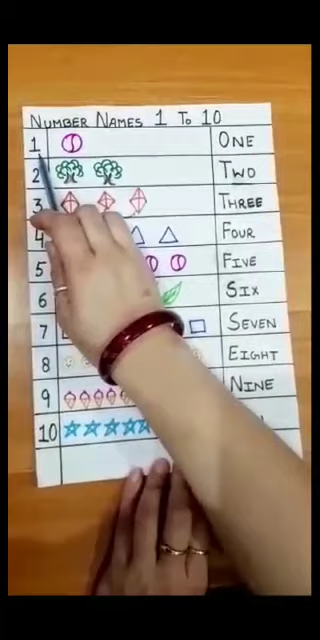 NUMBER NAMES 1 TO 10
1 ONE
2 TWO
3 THREE
4 FOUR
5 FIVE
6 SIX
7 SEVEN
8 EIGHT
9 NINE
10